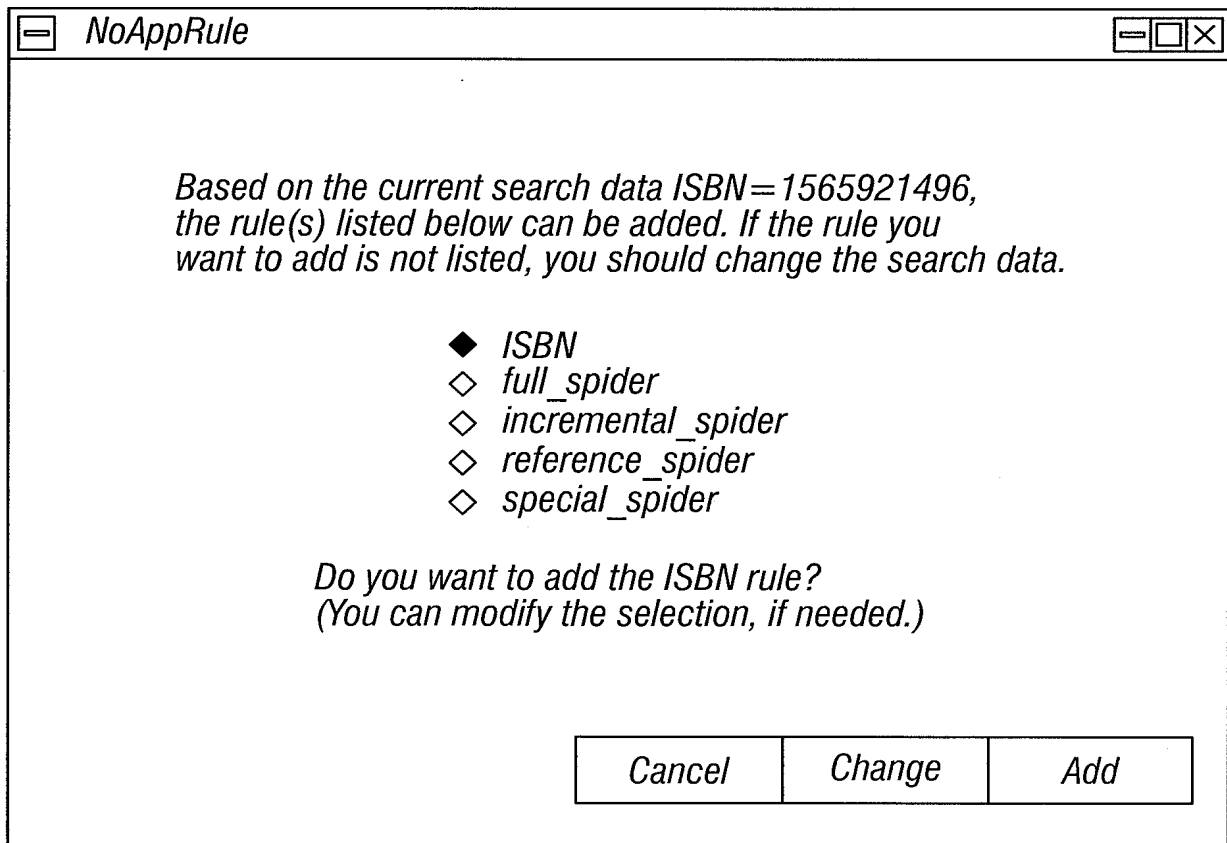 NoAppRule
Based on the current search data ISBN=1565921496,
the rule(s) listed below can be added. If the rule you
want to add is not listed, you should change the search data.
ISBN
full_spider
incremental_spider
reference_spider
special_spider
Do you want to add the ISBN rule?
(You can modify the selection, if needed.)
Cancel Change Add